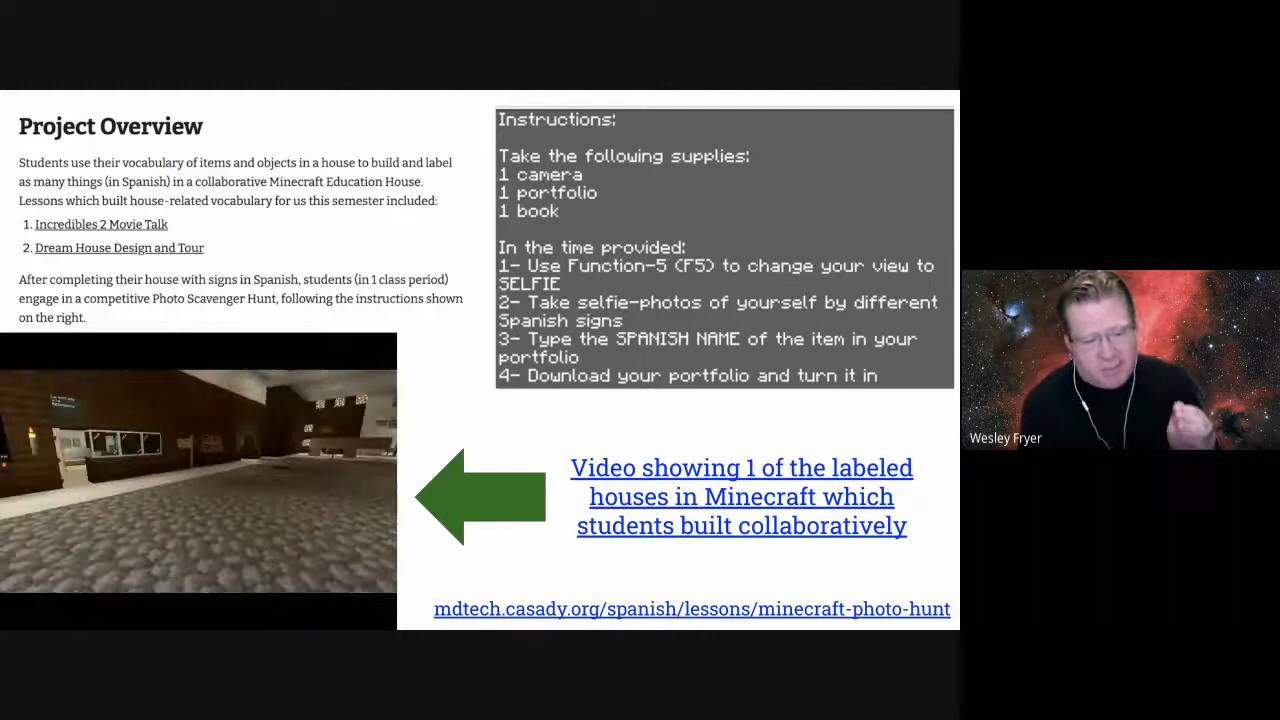 Project Overview
Students use their vocabulary of items and objects in a house to build and label
as many things (in Spanish) in a collaborative Minecraft Education House.
Lessons which built house-related vocabulary for us this semester included:
1. Incredibles 2 Movie Talk
2. Dream House Design and Tour
After completing their house with signs in Spanish, students (in 1 class period)
engage in a competitive Photo Scavenger Hunt, following the instructions shown
on the right.
Instructions:
Take the following supplies:
1 camera
1 portfolio
1 book
In the time provided:
1- Use Function-5 (F5) to change your view to
SELFIE
2- Take selfie-photos of yourself by different
Spanish signs
3- Type the SPANISH NAME of the item in your
portfolio
4- Download your portfolio and turn it in
Video showing 1 of the labeled
houses in Minecraft which
students built collaboratively
mdtech.casady.org/spanish/lessons/minecraft-photo-hunt
Wesley Fryer